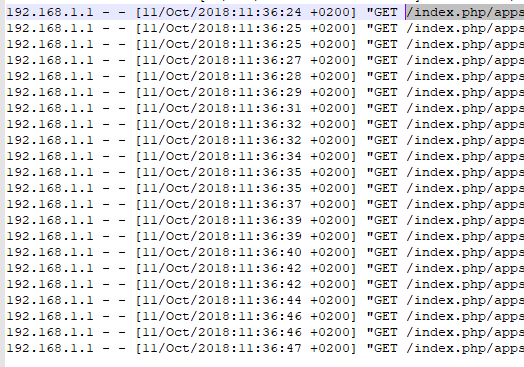 192.168.1.1 - - [11/Oct/2018:11:36:24 +0200] "GET /index.php/apps
192.168.1.1 - - [11/Oct/2018:11:36:25 +0200] "GET /index.php/apps
192.168.1.1 - - [11/Oct/2018:11:36:25 +0200] "GET /index.php/apps
192.168.1.1 - - [11/Oct/2018:11:36:27 +0200] "GET /index.php/apps
192.168.1.1 - - [11/Oct/2018:11:36:28 +0200] "GET /index.php/apps
192.168.1.1 - - [11/Oct/2018:11:36:29 +0200] "GET /index.php/apps
192.168.1.1 - - [11/Oct/2018:11:36:31 +0200] "GET /index.php/apps
192.168.1.1 - - [11/Oct/2018:11:36:32 +0200] "GET /index.php/apps
192.168.1.1 - - [11/Oct/2018:11:36:32 +0200] "GET /index.php/apps
192.168.1.1 - - [11/Oct/2018:11:36:34 +0200] "GET /index.php/apps
192.168.1.1 - - [11/Oct/2018:11:36:35 +0200] "GET /index.php/apps
192.168.1.1 - - [11/Oct/2018:11:36:35 +0200] "GET /index.php/apps
192.168.1.1 - - [11/Oct/2018:11:36:37 +0200] "GET /index.php/apps
192.168.1.1 - - [11/Oct/2018:11:36:39 +0200] "GET /index.php/apps
192.168.1.1 - - [11/Oct/2018:11:36:39 +0200] "GET /index.php/apps
192.168.1.1 - - [11/Oct/2018:11:36:40 +0200] "GET /index.php/apps
192.168.1.1 - - [11/Oct/2018:11:36:42 +0200] "GET /index.php/apps
192.168.1.1 - - [11/Oct/2018:11:36:42 +0200] "GET /index.php/apps
192.168.1.1 - - [11/Oct/2018:11:36:44 +0200] "GET /index.php/apps
192.168.1.1 - - [11/Oct/2018:11:36:46 +0200] "GET /index.php/apps
192.168.1.1 - - [11/Oct/2018:11:36:46 +0200] "GET /index.php/apps
192.168.1.1 - - [11/Oct/2018:11:36:47 +0200] "GET /index.php/apps